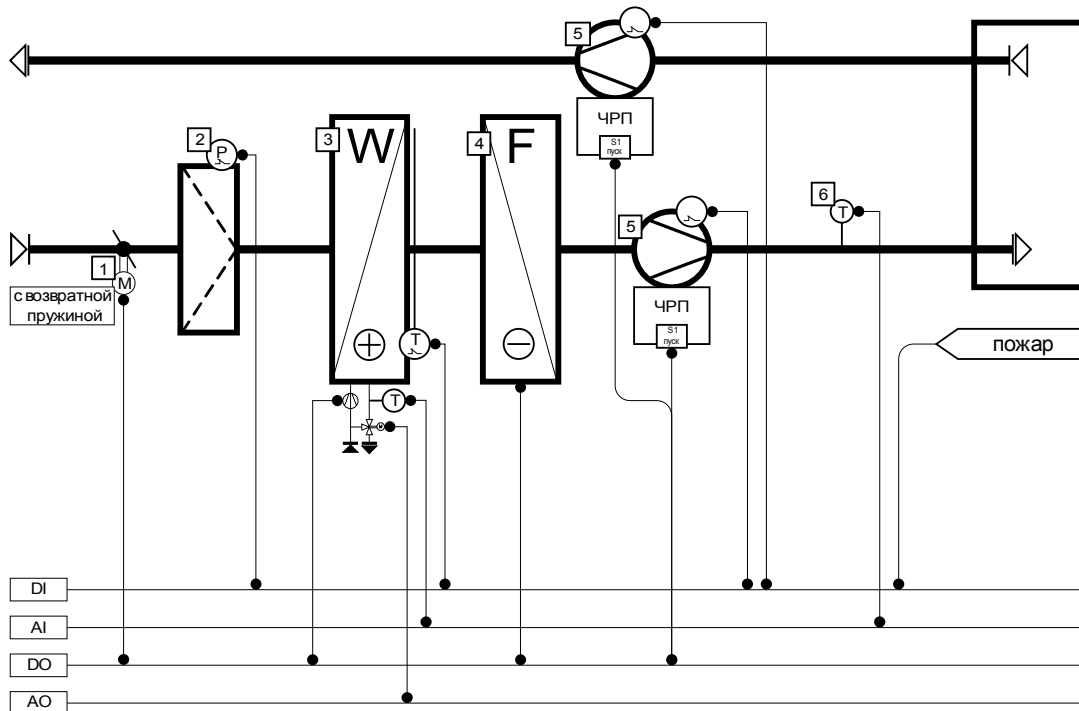 5
ЧРП
S1
пуск
2
P
3
W
4
F
6
T
5
1
M
с возвратной
пружиной
ЧРП
S1
пуск
T
пожар
T
M
DI
AI
DO
AO